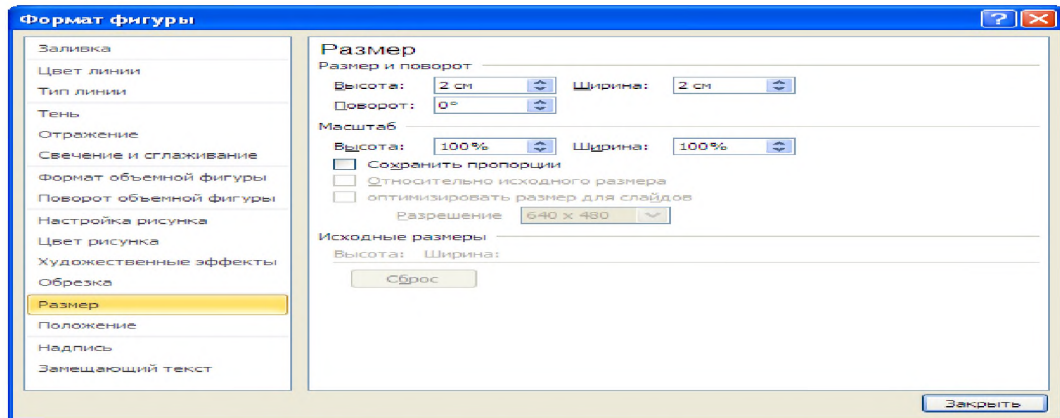 Формат фигуры
Заливка
Цвет линии
Тип линии
Тень
Отражение
Свечение и сглаживание
Формат объемной фигуры
Поворот объемной фигуры
Настройка рисунка
Цвет рисунка
Художественные эффекты
Обрезка
Размер
Положение
Надпись
Замещающий текст
Размер
Размер и поворот
Высота: 2 см Ширина: 2 см
Поворот: 0°
Масштаб
Высота: 100% Ширина: 100%
Сохранить пропорции
Относительно исходного размера
оптимизировать размер для слайдов
Разрешение 640 x 480
Исходные размеры
Высота: Ширина:
Сброс
Закрыть